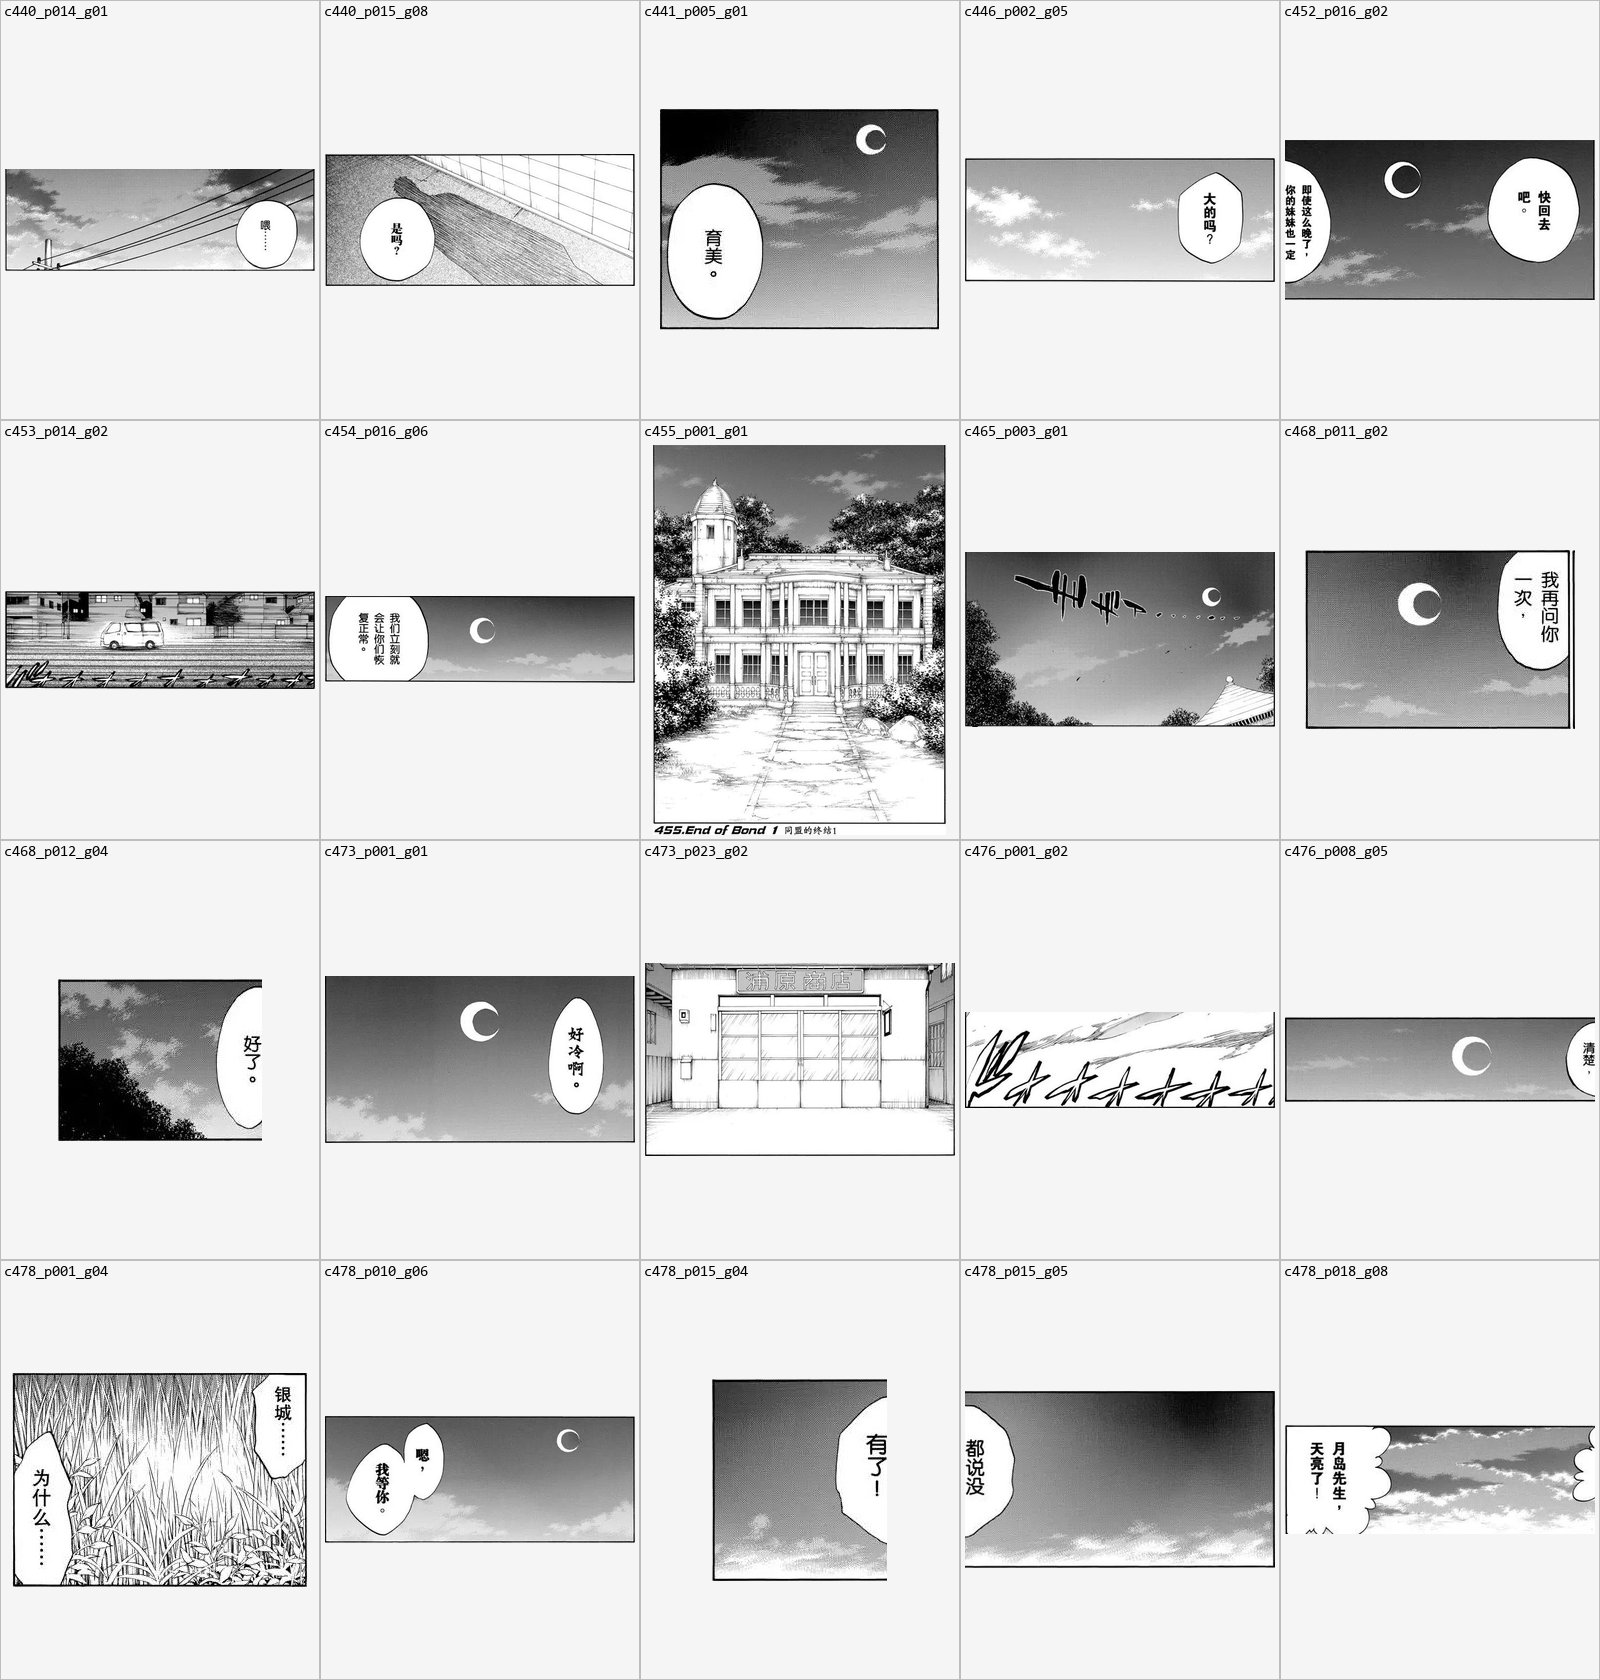 c440_p014_g01
喂……
c440_p015_g08
是吗？
c441_p005_g01
育美。
c446_p002_g05
大的吗？
c452_p016_g02
快回去
吧。
即使这么晚了，
你的妹妹也一定
c453_p014_g02
c454_p016_g06
我们立刻就
会让你们恢
复正常。
c455_p001_g01
455.End of Bond 1 同盟的终结1
c465_p003_g01
c468_p011_g02
我再问你
一次，
c468_p012_g04
好了。
c473_p001_g01
好冷啊。
c473_p023_g02
浦原商店
c476_p001_g02
c476_p008_g05
清楚，
c478_p001_g04
银城……
为什么……
c478_p010_g06
嗯，
我等你。
c478_p015_g04
有了！
c478_p015_g05
都说没
c478_p018_g08
月岛先生，
天亮了！